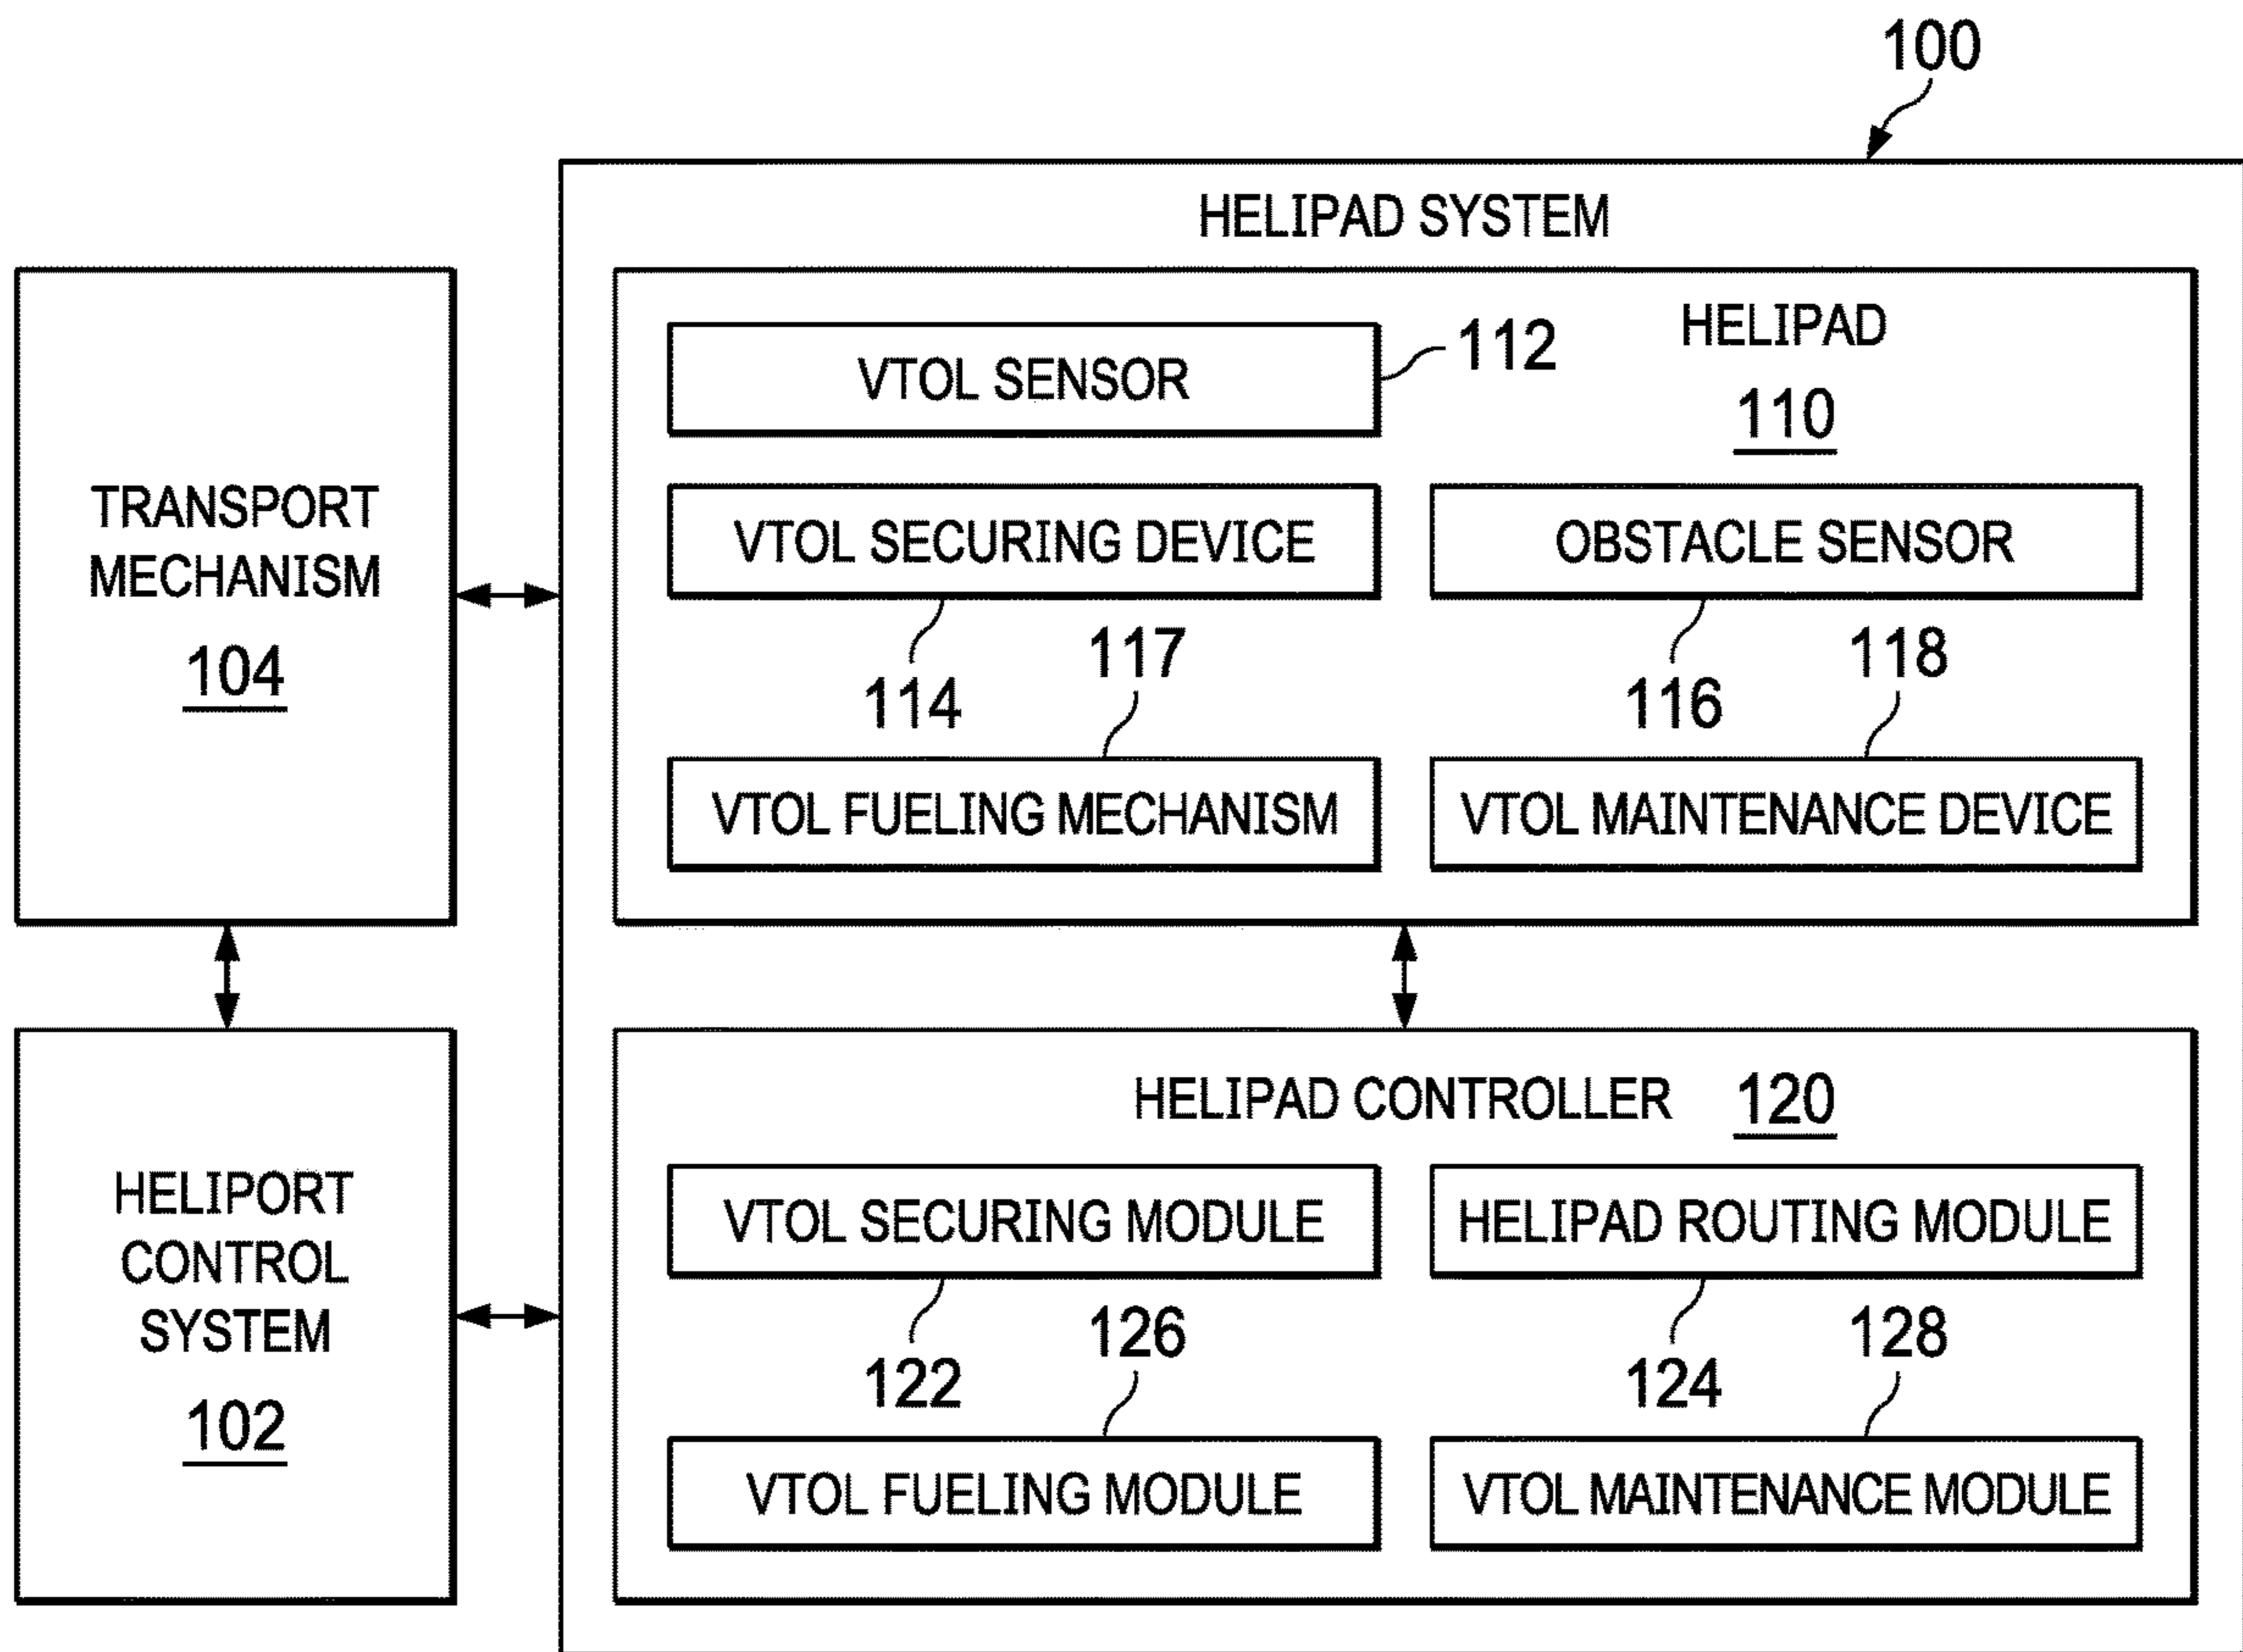 100
HELIPAD SYSTEM
HELIPAD
110
VTOL SENSOR
112
VTOL SECURING DEVICE
114
OBSTACLE SENSOR
116
117
VTOL FUELING MECHANISM
118
VTOL MAINTENANCE DEVICE
TRANSPORT
MECHANISM
104
HELIPORT
CONTROL
SYSTEM
102
HELIPAD CONTROLLER 120
VTOL SECURING MODULE
122
HELIPAD ROUTING MODULE
124
126
VTOL FUELING MODULE
128
VTOL MAINTENANCE MODULE